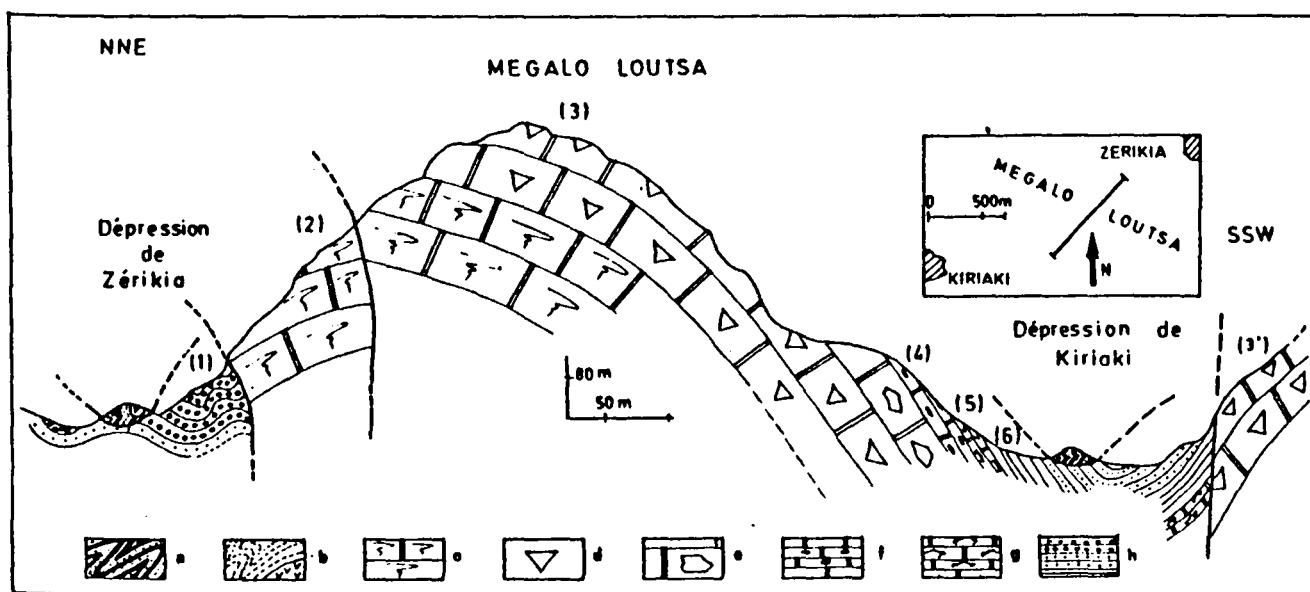 NNE
MEGALO LOUTSA
(3)
(2)
Dépression
de
Zérikia
(1)
ZERIKIA
MEGALO
0 500m
LOUTSA
KIRIAKI
N
SSW
Dépression de
Kiriaki
(3')
(4)
(5)
(6)
80 m
50 m
a b c d e f g h